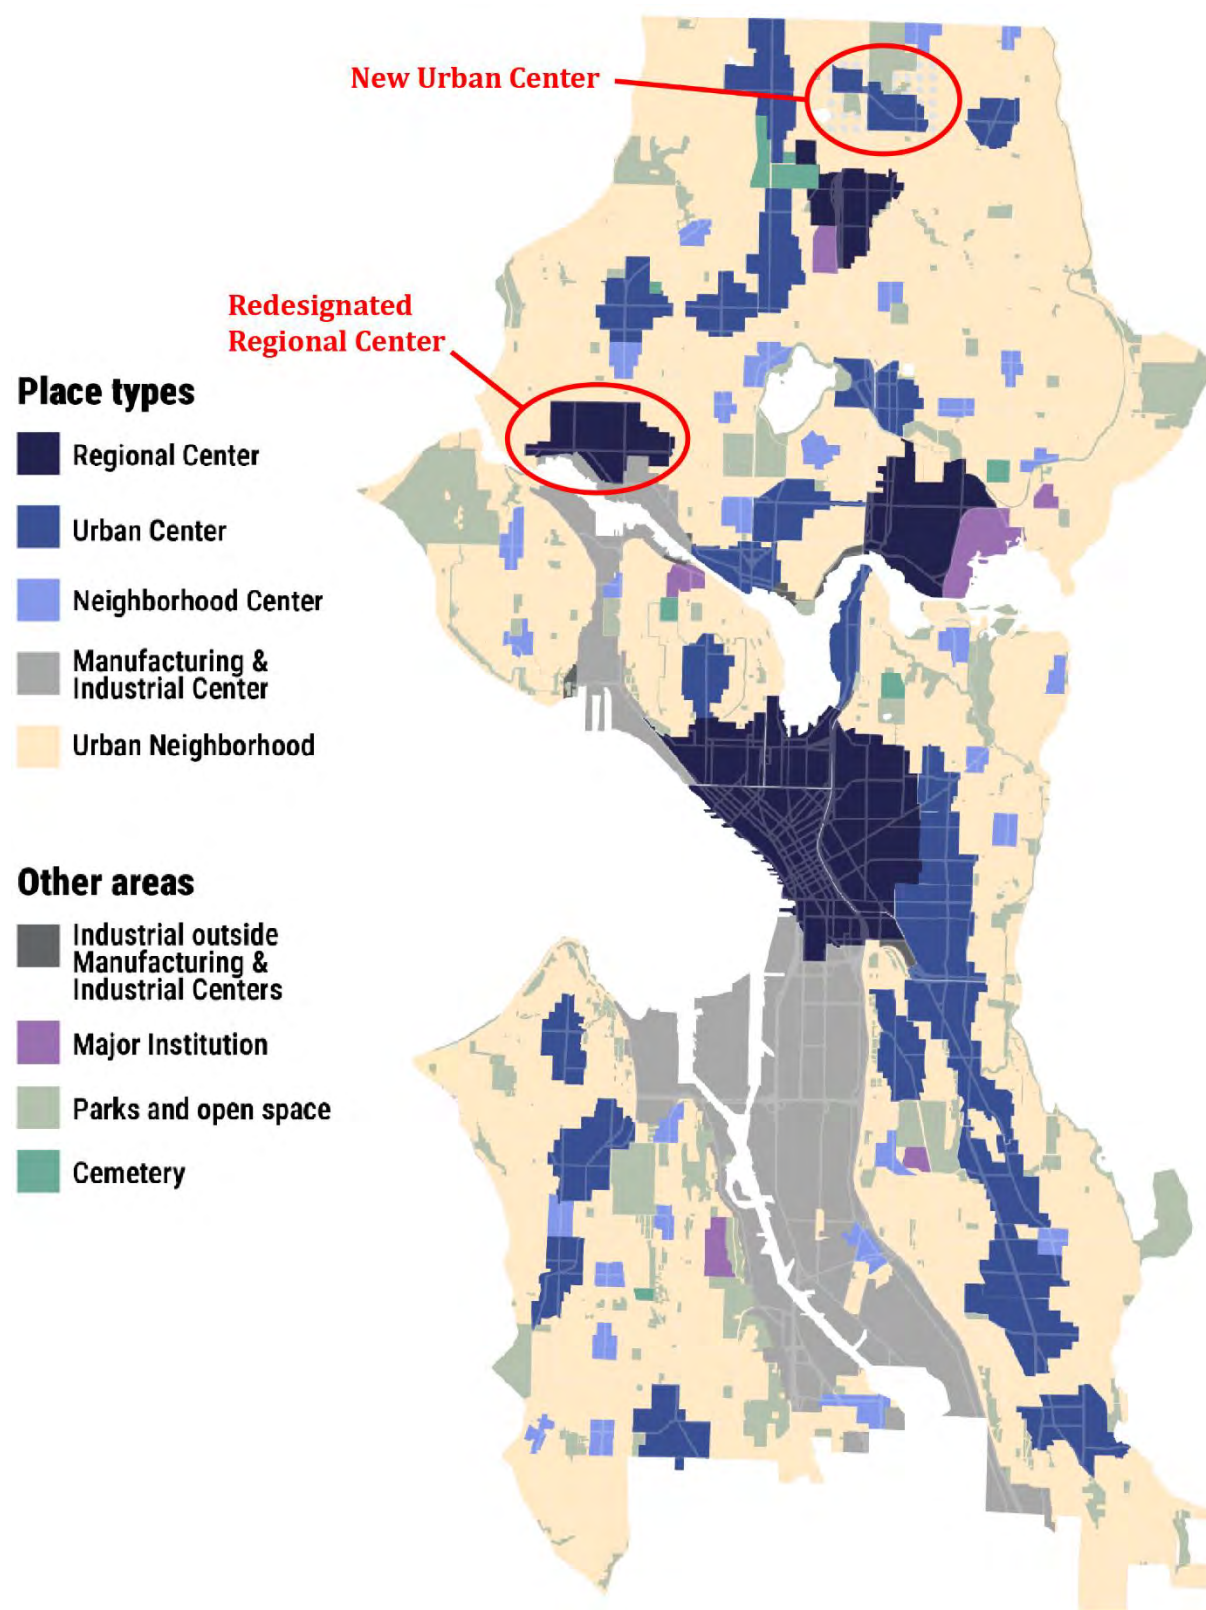 New Urban Center
Redesignated
Regional Center
Place types
Regional Center
Urban Center
Neighborhood Center
Manufacturing &
Industrial Center
Urban Neighborhood
Other areas
Industrial outside
Manufacturing &
Industrial Centers
Major Institution
Parks and open space
Cemetery